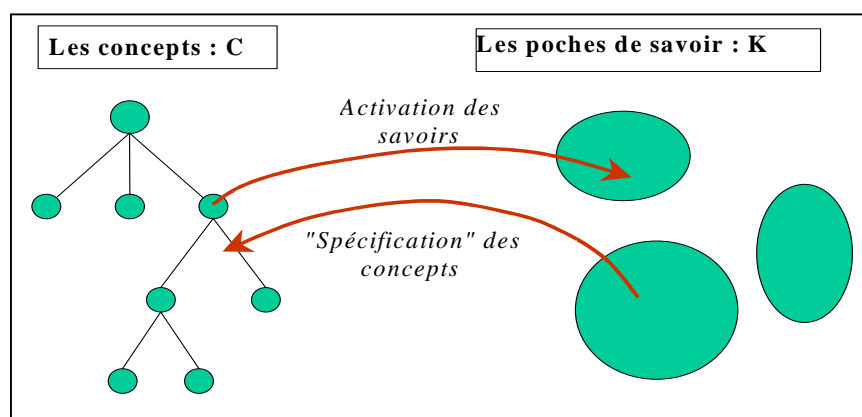 Les concepts : C
Les poches de savoir : K
Activation des
savoirs
"Spécification" des
concepts